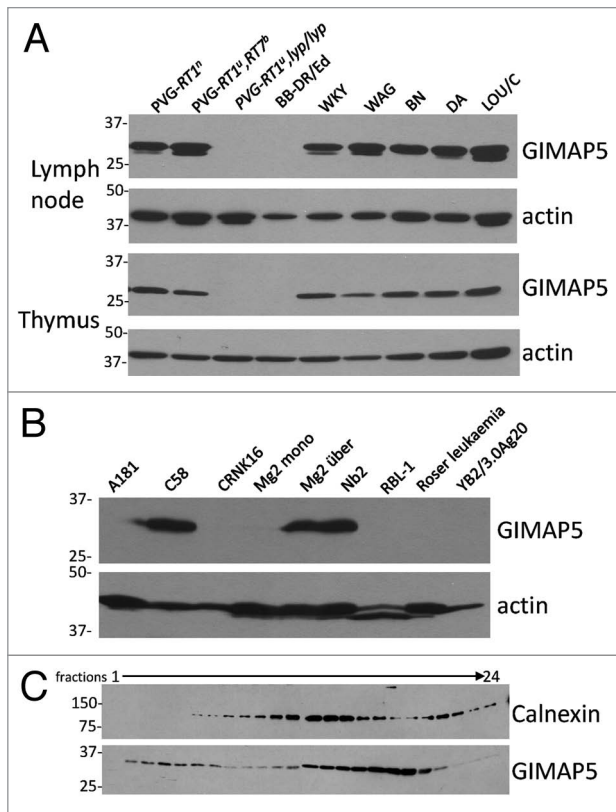 A
PVG-RT1ⁿ PVG-RT1ᵘ,RT7ᵇ PVG-RT1ᵘ,lyp/lyp BB-DR/Ed WKY WAG BN DA LOU/C
37-
Lymph node
25-
GIMAP5
50-
37-
actin
Thymus
37-
25-
GIMAP5
50-
37-
actin
B
A181 C58 CRNK16 Mg2 mono Mg2 über Nb2 RBL-1 Roser leukaemia YB2/3.0Ag20
37-
25-
GIMAP5
50-
37-
actin
C
fractions 1 24
150-
75-
Calnexin
37-
25-
GIMAP5